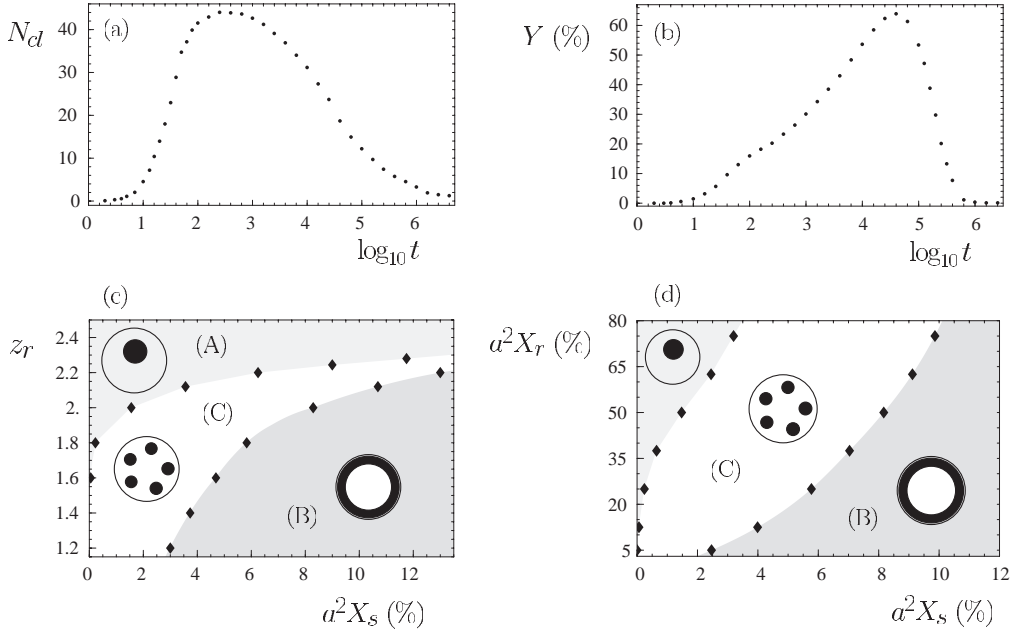 N_cl (a)
40
30
20
10
0
0 1 2 3 4 5 6
log₁₀ t
Y (%) (b)
60
50
40
30
20
10
0
0 1 2 3 4 5 6
log₁₀ t
(c)
z_r
2.4
2.2
2
1.8
1.6
1.4
1.2
(A)
(C)
(B)
0 2 4 6 8 10 12
a²X_s (%)
(d)
a²X_r (%)
80
65
50
35
20
5
(C)
(B)
0 2 4 6 8 10 12
a²X_s (%)